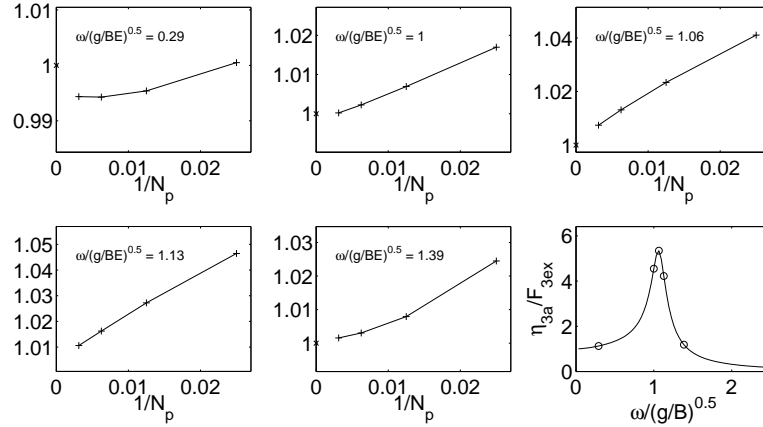 1.01
1
0.99
ω/(g/BE)^0.5 = 0.29
0 0.01 0.02
1/N_p
1.02
1.01
1
ω/(g/BE)^0.5 = 1
0 0.01 0.02
1/N_p
1.04
1.02
1
ω/(g/BE)^0.5 = 1.06
0 0.01 0.02
1/N_p
1.05
1.04
1.03
1.02
1.01
ω/(g/BE)^0.5 = 1.13
0 0.01 0.02
1/N_p
1.03
1.02
1.01
1
ω/(g/BE)^0.5 = 1.39
0 0.01 0.02
1/N_p
η_3a/F_3ex
6
4
2
0
0 1 2
ω/(g/B)^0.5